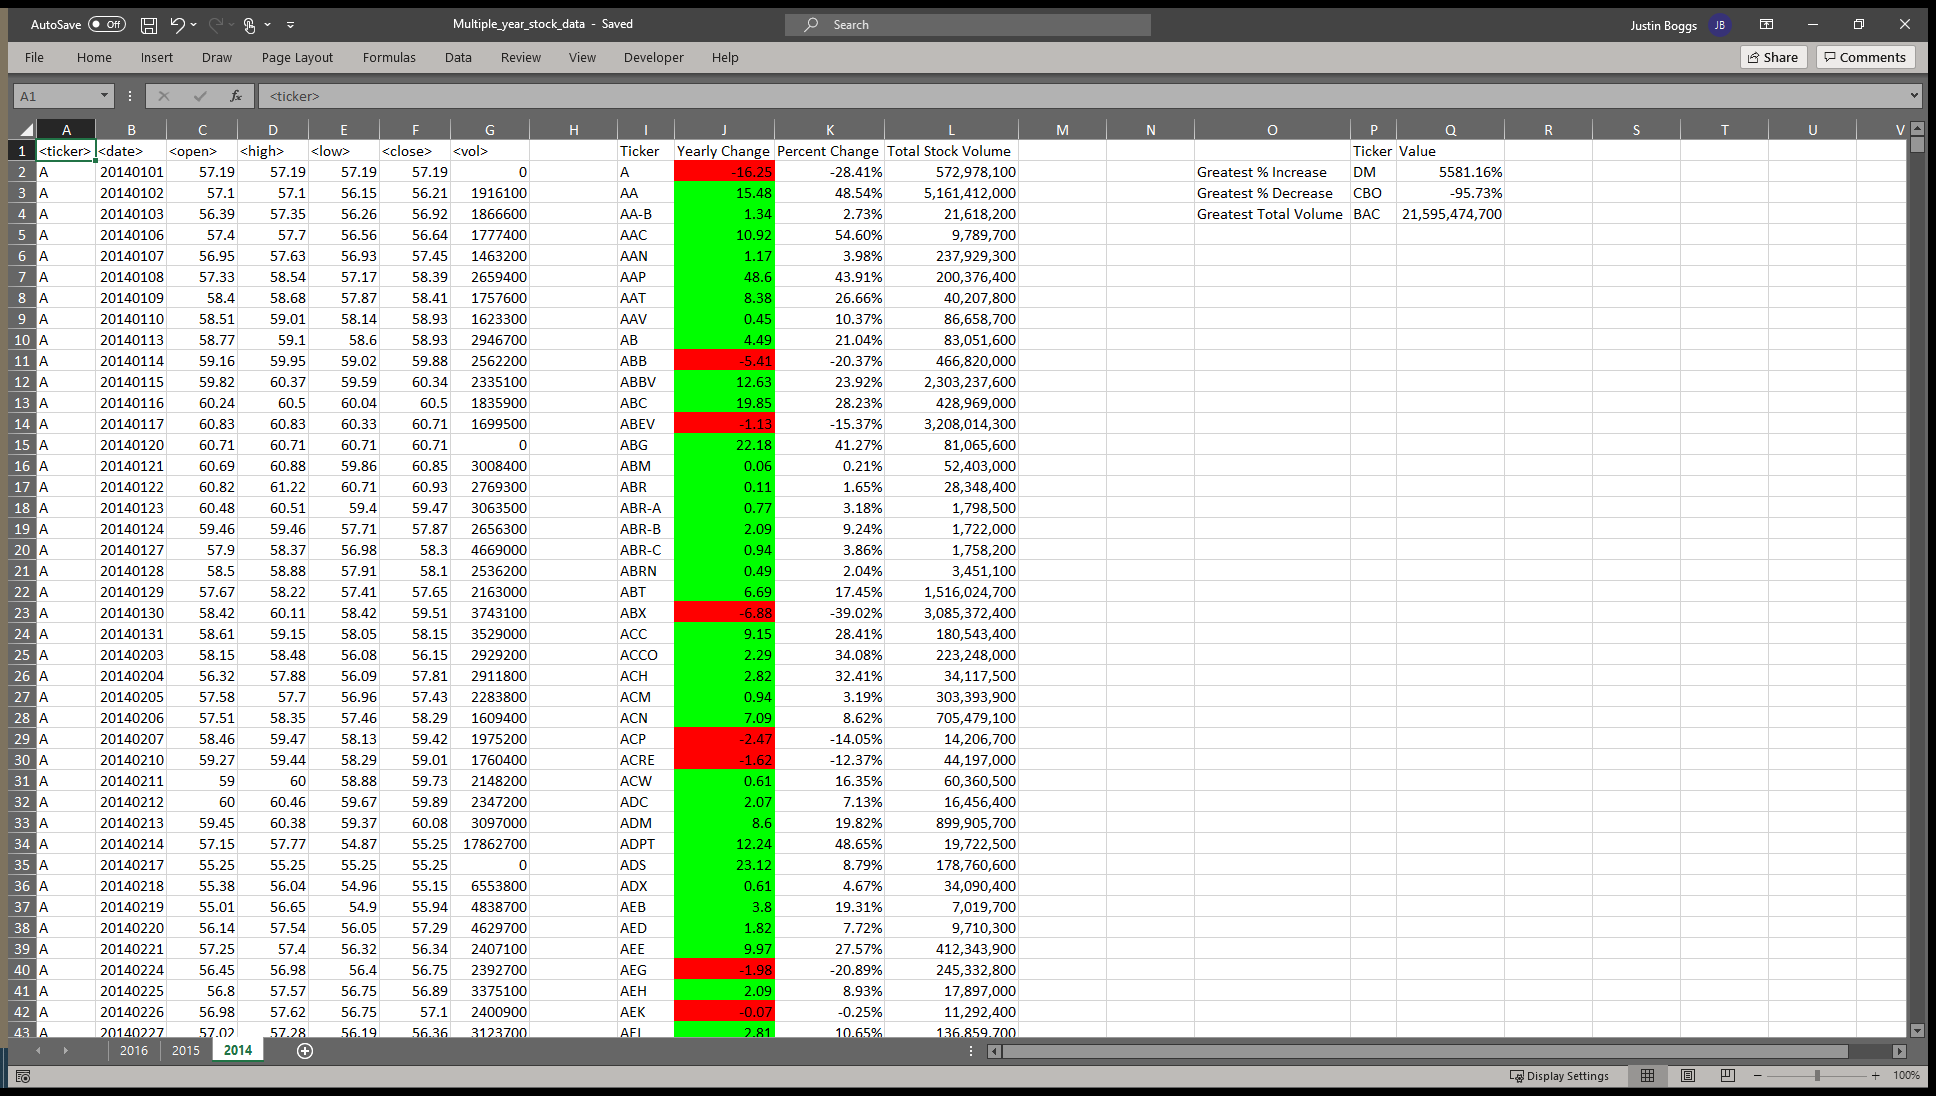 AutoSave Off Multiple_year_stock_data - Saved Search Justin Boggs JB
File Home Insert Draw Page Layout Formulas Data Review View Developer Help Share Comments
A1 fx <ticker>
A B C D E F G H I J K L M N O P Q R S T U V
1 <ticker> <date> <open> <high> <low> <close> <vol> Ticker Yearly Change Percent Change Total Stock Volume Ticker Value
2 A 20140101 57.19 57.19 57.19 57.19 0 A -16.25 -28.41% 572,978,100 Greatest % Increase DM 5581.16%
3 A 20140102 57.1 57.1 56.15 56.21 1916100 AA 15.48 48.54% 5,161,412,000 Greatest % Decrease CBO -95.73%
4 A 20140103 56.39 57.35 56.26 56.92 1866600 AA-B 1.34 2.73% 21,618,200 Greatest Total Volume BAC 21,595,474,700
5 A 20140106 57.4 57.7 56.56 56.64 1777400 AAC 10.92 54.60% 9,789,700
6 A 20140107 56.95 57.63 56.93 57.45 1463200 AAN 1.17 3.98% 237,929,300
7 A 20140108 57.33 58.54 57.17 58.39 2659400 AAP 48.6 43.91% 200,376,400
8 A 20140109 58.4 58.68 57.87 58.41 1757600 AAT 8.38 26.66% 40,207,800
9 A 20140110 58.51 59.01 58.14 58.93 1623300 AAV 0.45 10.37% 86,658,700
10 A 20140113 58.77 59.1 58.6 58.93 2946700 AB 4.49 21.04% 83,051,600
11 A 20140114 59.16 59.95 59.02 59.88 2562200 ABB -5.41 -20.37% 466,820,000
12 A 20140115 59.82 60.37 59.59 60.34 2335100 ABBV 12.63 23.92% 2,303,237,600
13 A 20140116 60.24 60.5 60.04 60.5 1835900 ABC 19.85 28.23% 428,969,000
14 A 20140117 60.83 60.83 60.33 60.71 1699500 ABEV -1.13 -15.37% 3,208,014,300
15 A 20140120 60.71 60.71 60.71 60.71 0 ABG 22.18 41.27% 81,065,600
16 A 20140121 60.69 60.88 59.86 60.85 3008400 ABM 0.06 0.21% 52,403,000
17 A 20140122 60.82 61.22 60.71 60.93 2769300 ABR 0.11 1.65% 28,348,400
18 A 20140123 60.48 60.51 59.4 59.47 3063500 ABR-A 0.77 3.18% 1,798,500
19 A 20140124 59.46 59.46 57.71 57.87 2656300 ABR-B 2.09 9.24% 1,722,000
20 A 20140127 57.9 58.37 56.98 58.3 4669000 ABR-C 0.94 3.86% 1,758,200
21 A 20140128 58.5 58.88 57.91 58.1 2536200 ABRN 0.49 2.04% 3,451,100
22 A 20140129 57.67 58.22 57.41 57.65 2163000 ABT 6.69 17.45% 1,516,024,700
23 A 20140130 58.42 60.11 58.42 59.51 3743100 ABX -6.88 -39.02% 3,085,372,400
24 A 20140131 58.61 59.15 58.05 58.15 3529000 ACC 9.15 28.41% 180,543,400
25 A 20140203 58.15 58.48 56.08 56.15 2929200 ACCO 2.29 34.08% 223,248,000
26 A 20140204 56.32 57.88 56.09 57.81 2911800 ACH 2.82 32.41% 34,117,500
27 A 20140205 57.58 57.7 56.96 57.43 2283800 ACM 0.94 3.19% 303,393,900
28 A 20140206 57.51 58.35 57.46 58.29 1609400 ACN 7.09 8.62% 705,479,100
29 A 20140207 58.46 59.47 58.13 59.42 1975200 ACP -2.47 -14.05% 14,206,700
30 A 20140210 59.27 59.44 58.29 59.01 1760400 ACRE -1.62 -12.37% 44,197,000
31 A 20140211 59 60 58.88 59.73 2148200 ACW 0.61 16.35% 60,360,500
32 A 20140212 60 60.46 59.67 59.89 2347200 ADC 2.07 7.13% 16,456,400
33 A 20140213 59.45 60.38 59.37 60.08 3097000 ADM 8.6 19.82% 899,905,700
34 A 20140214 57.15 57.77 54.87 55.25 17862700 ADPT 12.24 48.65% 19,722,500
35 A 20140217 55.25 55.25 55.25 55.25 0 ADS 23.12 8.79% 178,760,600
36 A 20140218 55.38 56.04 54.96 55.15 6553800 ADX 0.61 4.67% 34,090,400
37 A 20140219 55.01 56.65 54.9 55.94 4838700 AEB 3.8 19.31% 7,019,700
38 A 20140220 56.14 57.54 56.05 57.29 4629700 AED 1.82 7.72% 9,710,300
39 A 20140221 57.25 57.4 56.32 56.34 2407100 AEE 9.97 27.57% 412,343,900
40 A 20140224 56.45 56.98 56.4 56.75 2392700 AEG -1.98 -20.89% 245,332,800
41 A 20140225 56.8 57.57 56.75 56.89 3375100 AEH 2.09 8.93% 17,897,000
42 A 20140226 56.98 57.62 56.75 57.1 2400900 AEK -0.07 -0.25% 11,292,400
43 A 20140227 57.02 57.28 56.19 56.36 3123700 AEL 2.81 10.65% 136,859,700
2016 2015 2014
Display Settings 100%